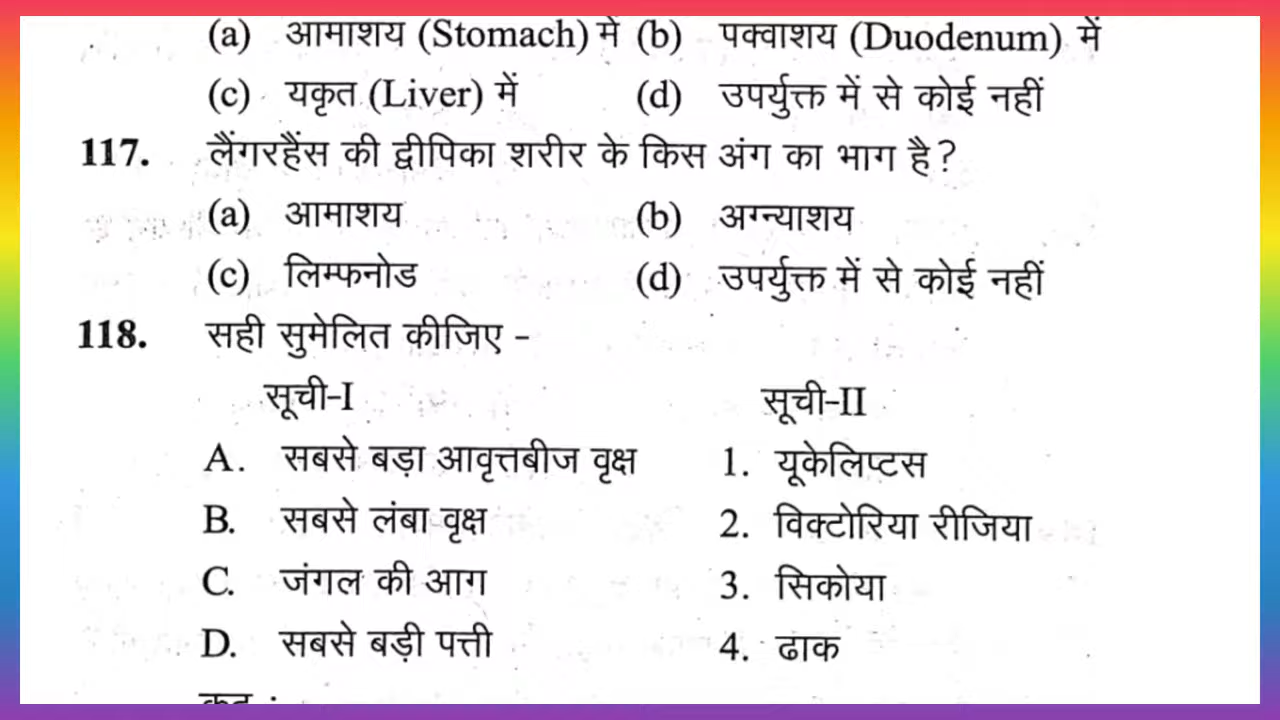 (a) आमाशय (Stomach) में (b) पक्वाशय (Duodenum) में
(c) यकृत (Liver) में (d) उपर्युक्त में से कोई नहीं
117. लैंगरहैंस की द्वीपिका शरीर के किस अंग का भाग है?
(a) आमाशय (b) अग्न्याशय
(c) लिम्फनोड (d) उपर्युक्त में से कोई नहीं
118. सही सुमेलित कीजिए -
सूची-I सूची-II
A. सबसे बड़ा आवृत्तबीज वृक्ष 1. यूकेलिप्टस
B. सबसे लंबा वृक्ष 2. विक्टोरिया रीजिया
C. जंगल की आग 3. सिकोया
D. सबसे बड़ी पत्ती 4. ढाक